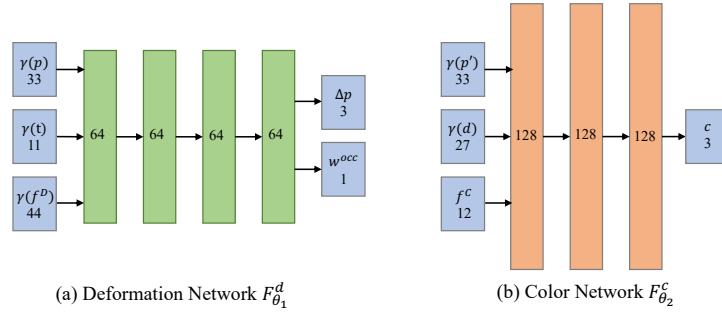 γ(p)
33
γ(t)
11
γ(f^D)
44
64
64
64
64
Δp
3
w^occ
1
(a) Deformation Network F^d_θ1
γ(p′)
33
γ(d)
27
f^C
12
128
128
128
c
3
(b) Color Network F^c_θ2